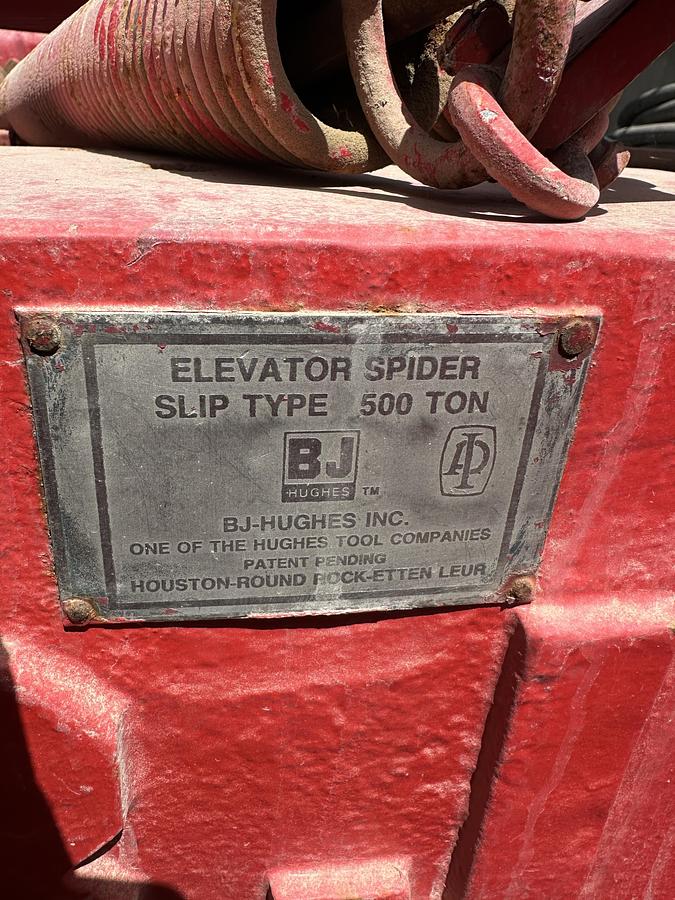 ELEVATOR SPIDER
SLIP TYPE 500 TON
BJ
HUGHES TM
BJ-HUGHES INC.
ONE OF THE HUGHES TOOL COMPANIES
PATENT PENDING
HOUSTON-ROUND ROCK-ETTEN LEUR